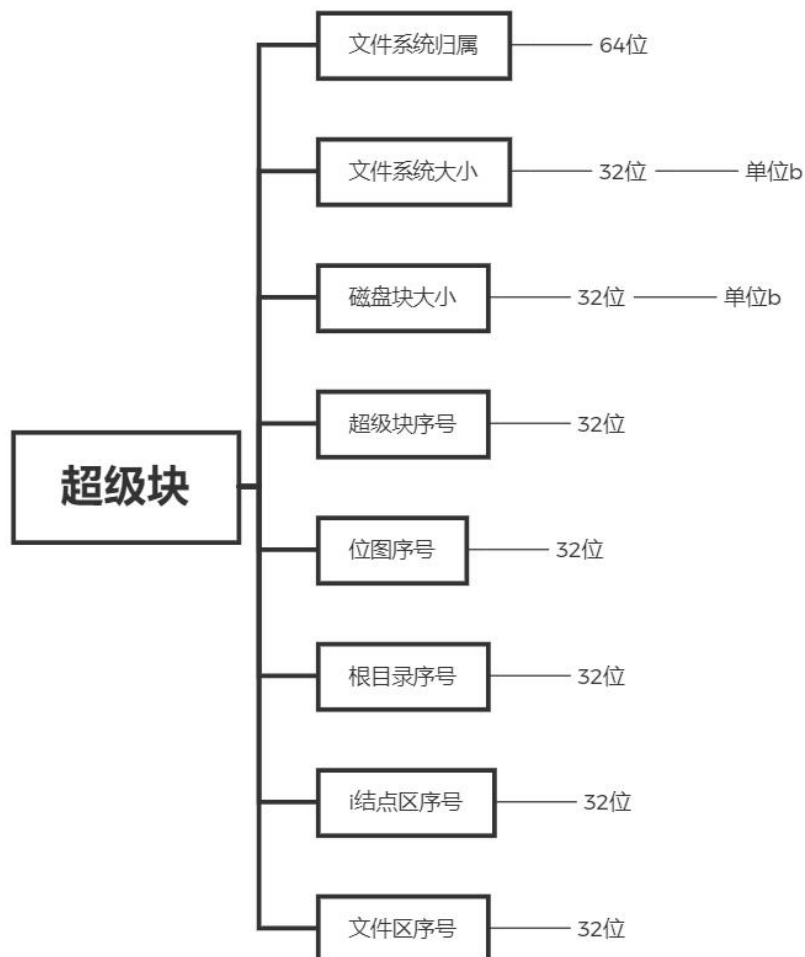 文件系统归属 64位
文件系统大小 32位 单位b
磁盘块大小 32位 单位b
超级块序号 32位
超级块
位图序号 32位
根目录序号 32位
i结点区序号 32位
文件区序号 32位